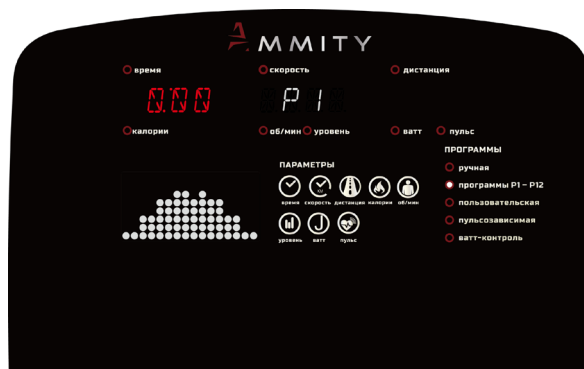 AMMITY
время
скорость
дистанция
0:00
P1
калории
об/мин
уровень
ватт
пульс
ПРОГРАММЫ
ручная
программы P1 – P12
пользовательская
пульсозависимая
ватт-контроль
ПАРАМЕТРЫ
время скорость дистанция калории об/мин
уровень ватт пульс